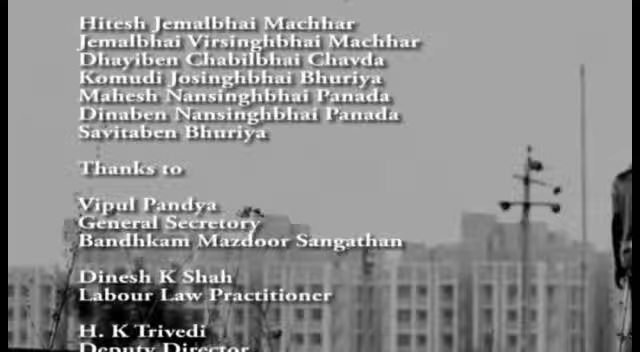 Hitesh Jemalbhai Machhar
Jemalbhai Virsinghbhai Machhar
Dhayiben Chabilbhai Chavda
Komudi Josinghbhai Bhuriya
Mahesh Nansinghbhai Panada
Dinaben Nansinghbhai Panada
Savitaben Bhuriya
Thanks to
Vipul Pandya
General Secretory
Bandhkam Mazdoor Sangathan
Dinesh K Shah
Labour Law Practitioner
H. K Trivedi
Deputy Director